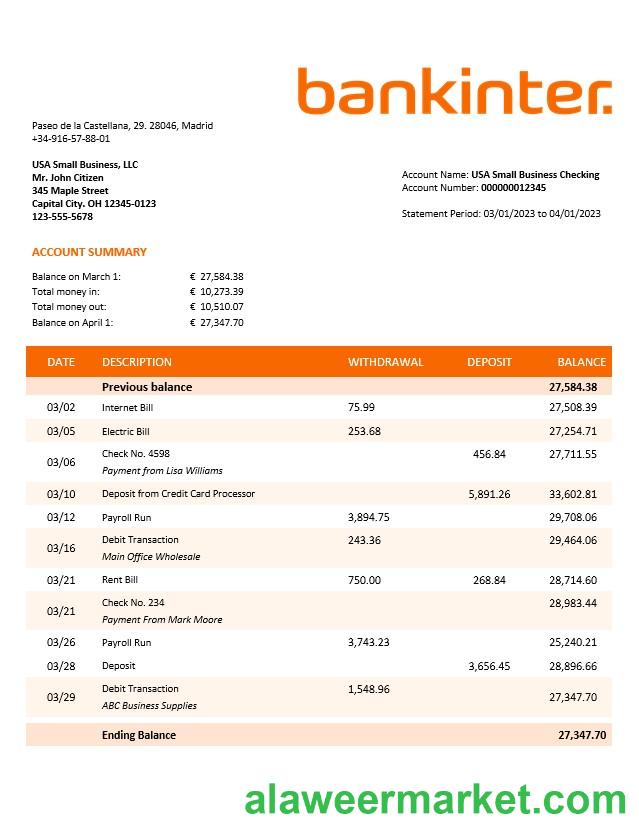 bankinter.
Paseo de la Castellana, 29. 28046, Madrid
+34-916-57-88-01
USA Small Business, LLC
Mr. John Citizen
345 Maple Street
Capital City. OH 12345-0123
123-555-5678
Account Name: USA Small Business Checking
Account Number: 000000012345
Statement Period: 03/01/2023 to 04/01/2023
ACCOUNT SUMMARY
Balance on March 1: € 27,584.38
Total money in: € 10,273.39
Total money out: € 10,510.07
Balance on April 1: € 27,347.70
DATE DESCRIPTION WITHDRAWAL DEPOSIT BALANCE
Previous balance 27,584.38
03/02 Internet Bill 75.99 27,508.39
03/05 Electric Bill 253.68 27,254.71
03/06 Check No. 4598 456.84 27,711.55
Payment from Lisa Williams
03/10 Deposit from Credit Card Processor 5,891.26 33,602.81
03/12 Payroll Run 3,894.75 29,708.06
03/16 Debit Transaction 243.36 29,464.06
Main Office Wholesale
03/21 Rent Bill 750.00 268.84 28,714.60
03/21 Check No. 234 28,983.44
Payment From Mark Moore
03/26 Payroll Run 3,743.23 25,240.21
03/28 Deposit 3,656.45 28,896.66
03/29 Debit Transaction 1,548.96 27,347.70
ABC Business Supplies
Ending Balance 27,347.70
alaweermarket.com